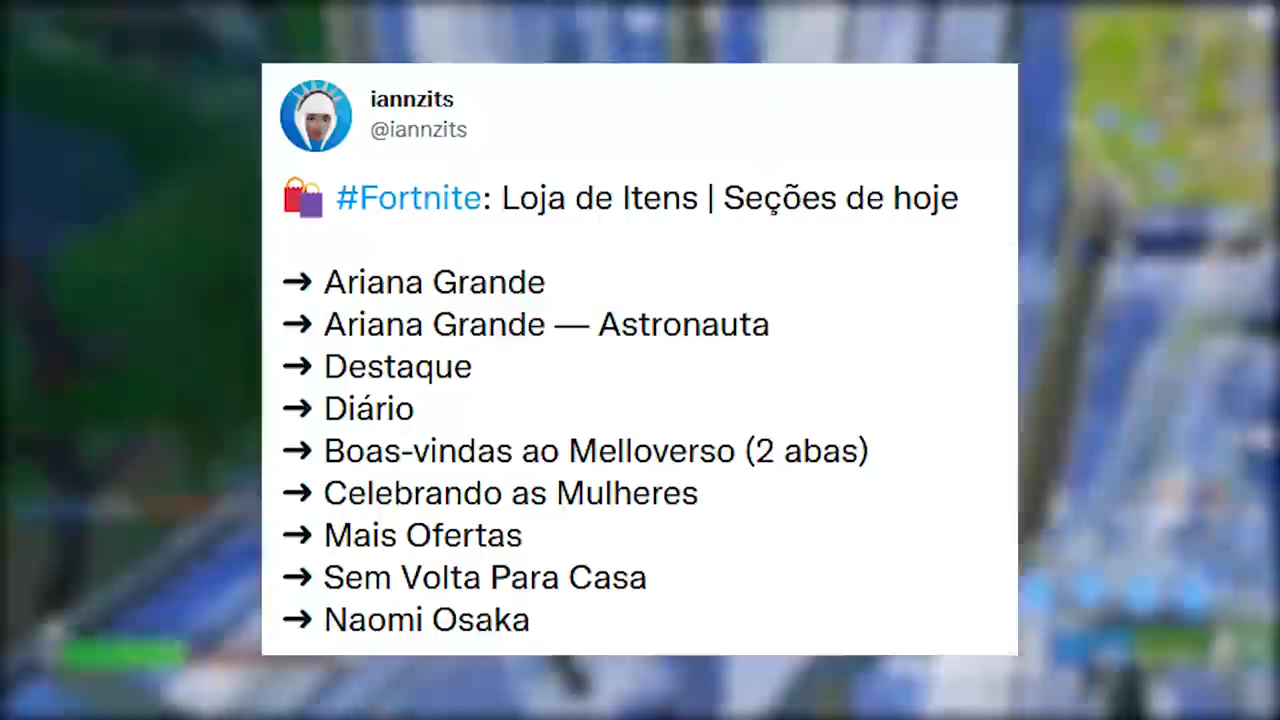 iannzits
@iannzits
🛍️ #Fortnite: Loja de Itens | Seções de hoje
➞ Ariana Grande
➞ Ariana Grande — Astronauta
➞ Destaque
➞ Diário
➞ Boas-vindas ao Melloverso (2 abas)
➞ Celebrando as Mulheres
➞ Mais Ofertas
➞ Sem Volta Para Casa
➞ Naomi Osaka